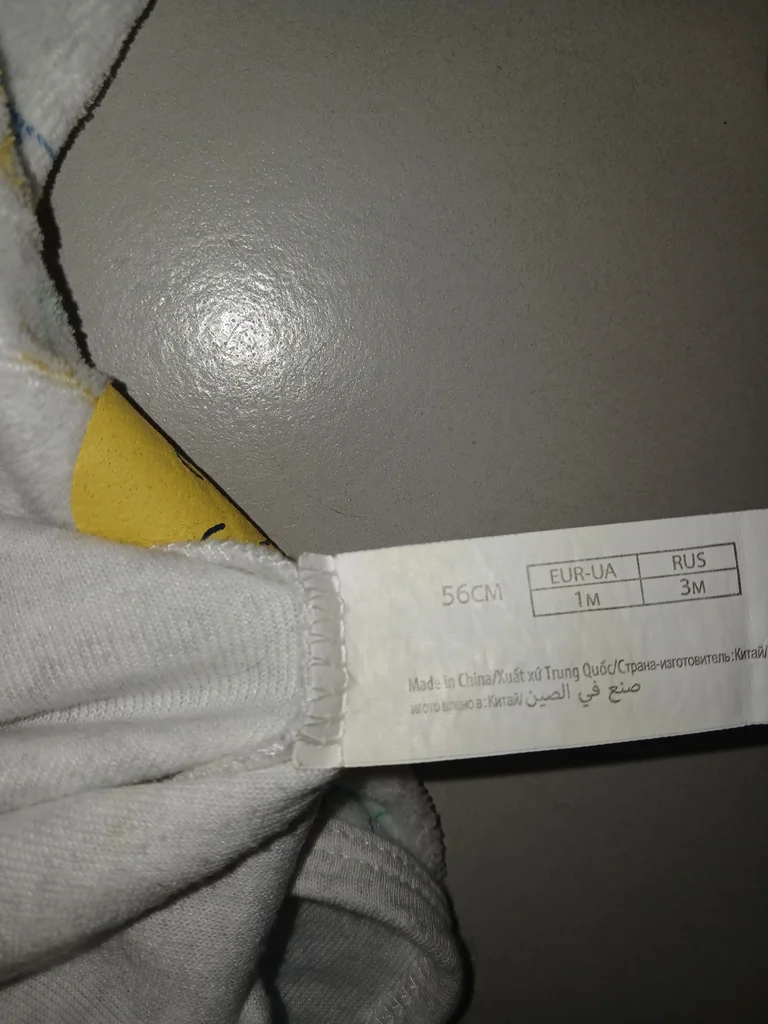 56CM
EUR-UA RUS
1M 3M
Made in China/Xuất xứ Trung Quốc/Страна-изготовитель:Китай/
влено в:Китай/ صنع في الصين